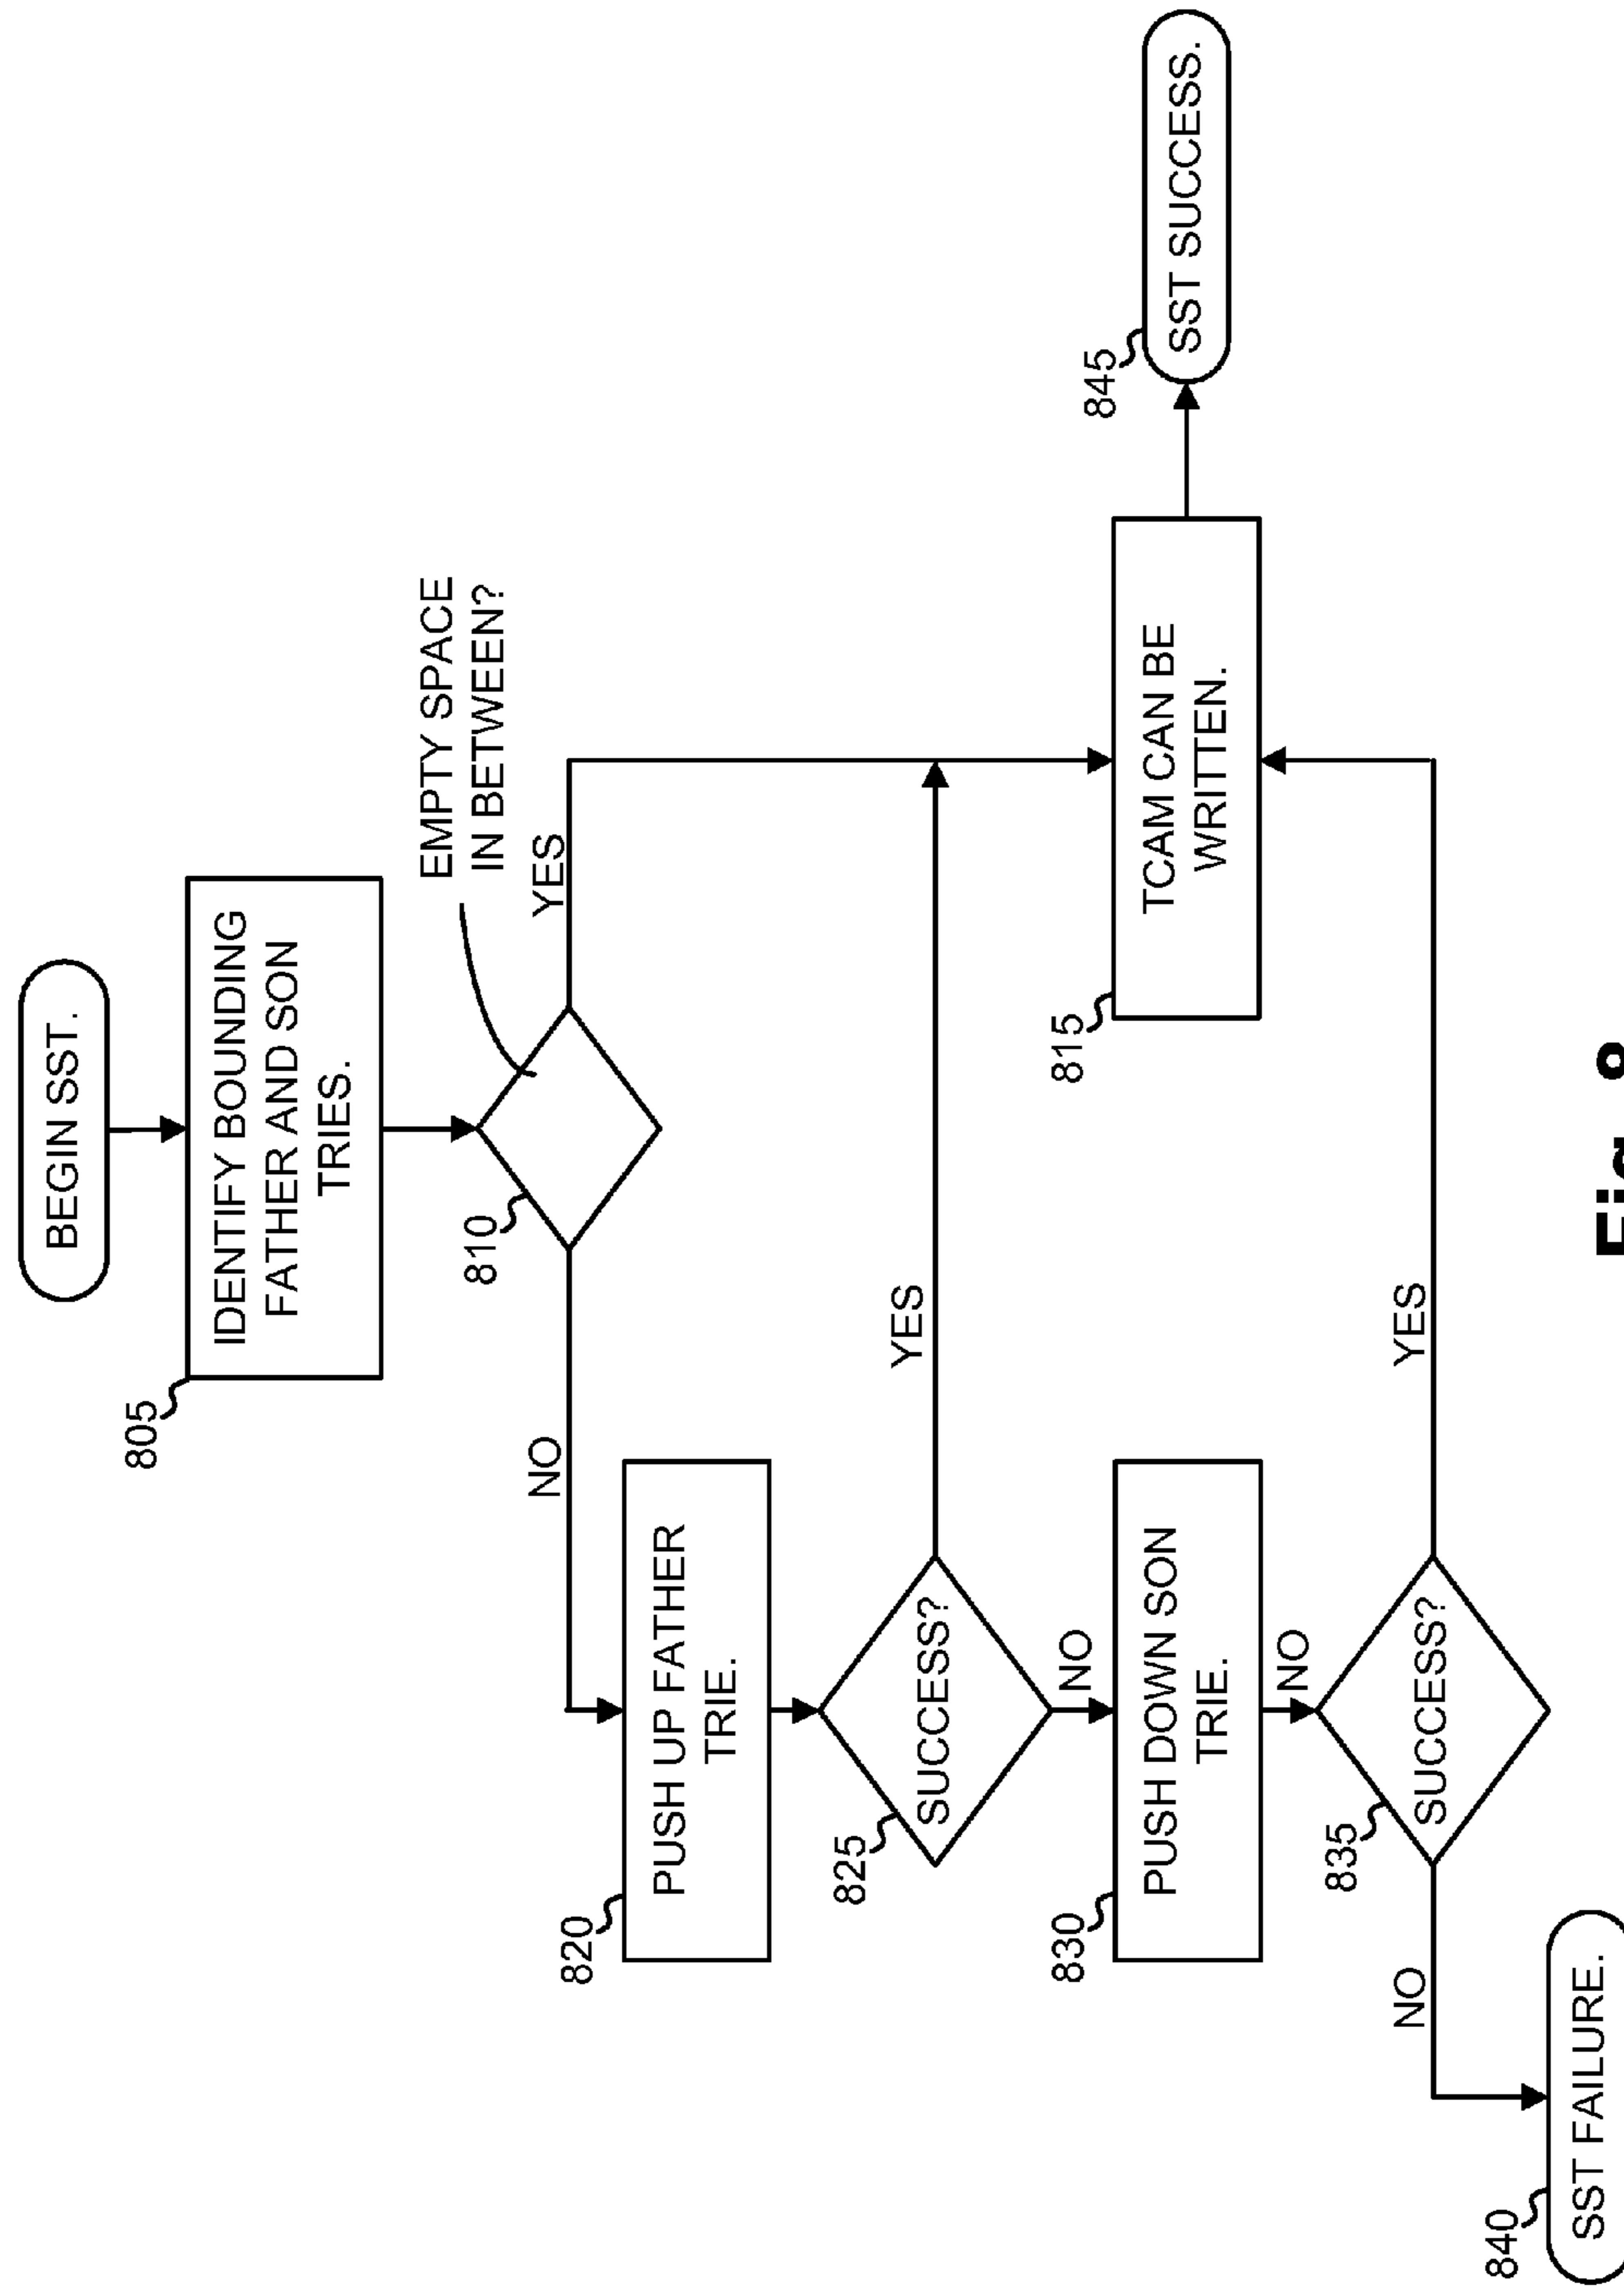 BEGIN SST.
805
IDENTIFY BOUNDING
FATHER AND SON
TRIES.
810
EMPTY SPACE
IN BETWEEN?
NO
YES
820
PUSH UP FATHER
TRIE.
825
SUCCESS?
YES
NO
830
PUSH DOWN SON
TRIE.
815
TCAM CAN BE
WRITTEN.
845
SST SUCCESS.
NO
835
SUCCESS?
YES
NO
840
SST FAILURE.
Fig. 8